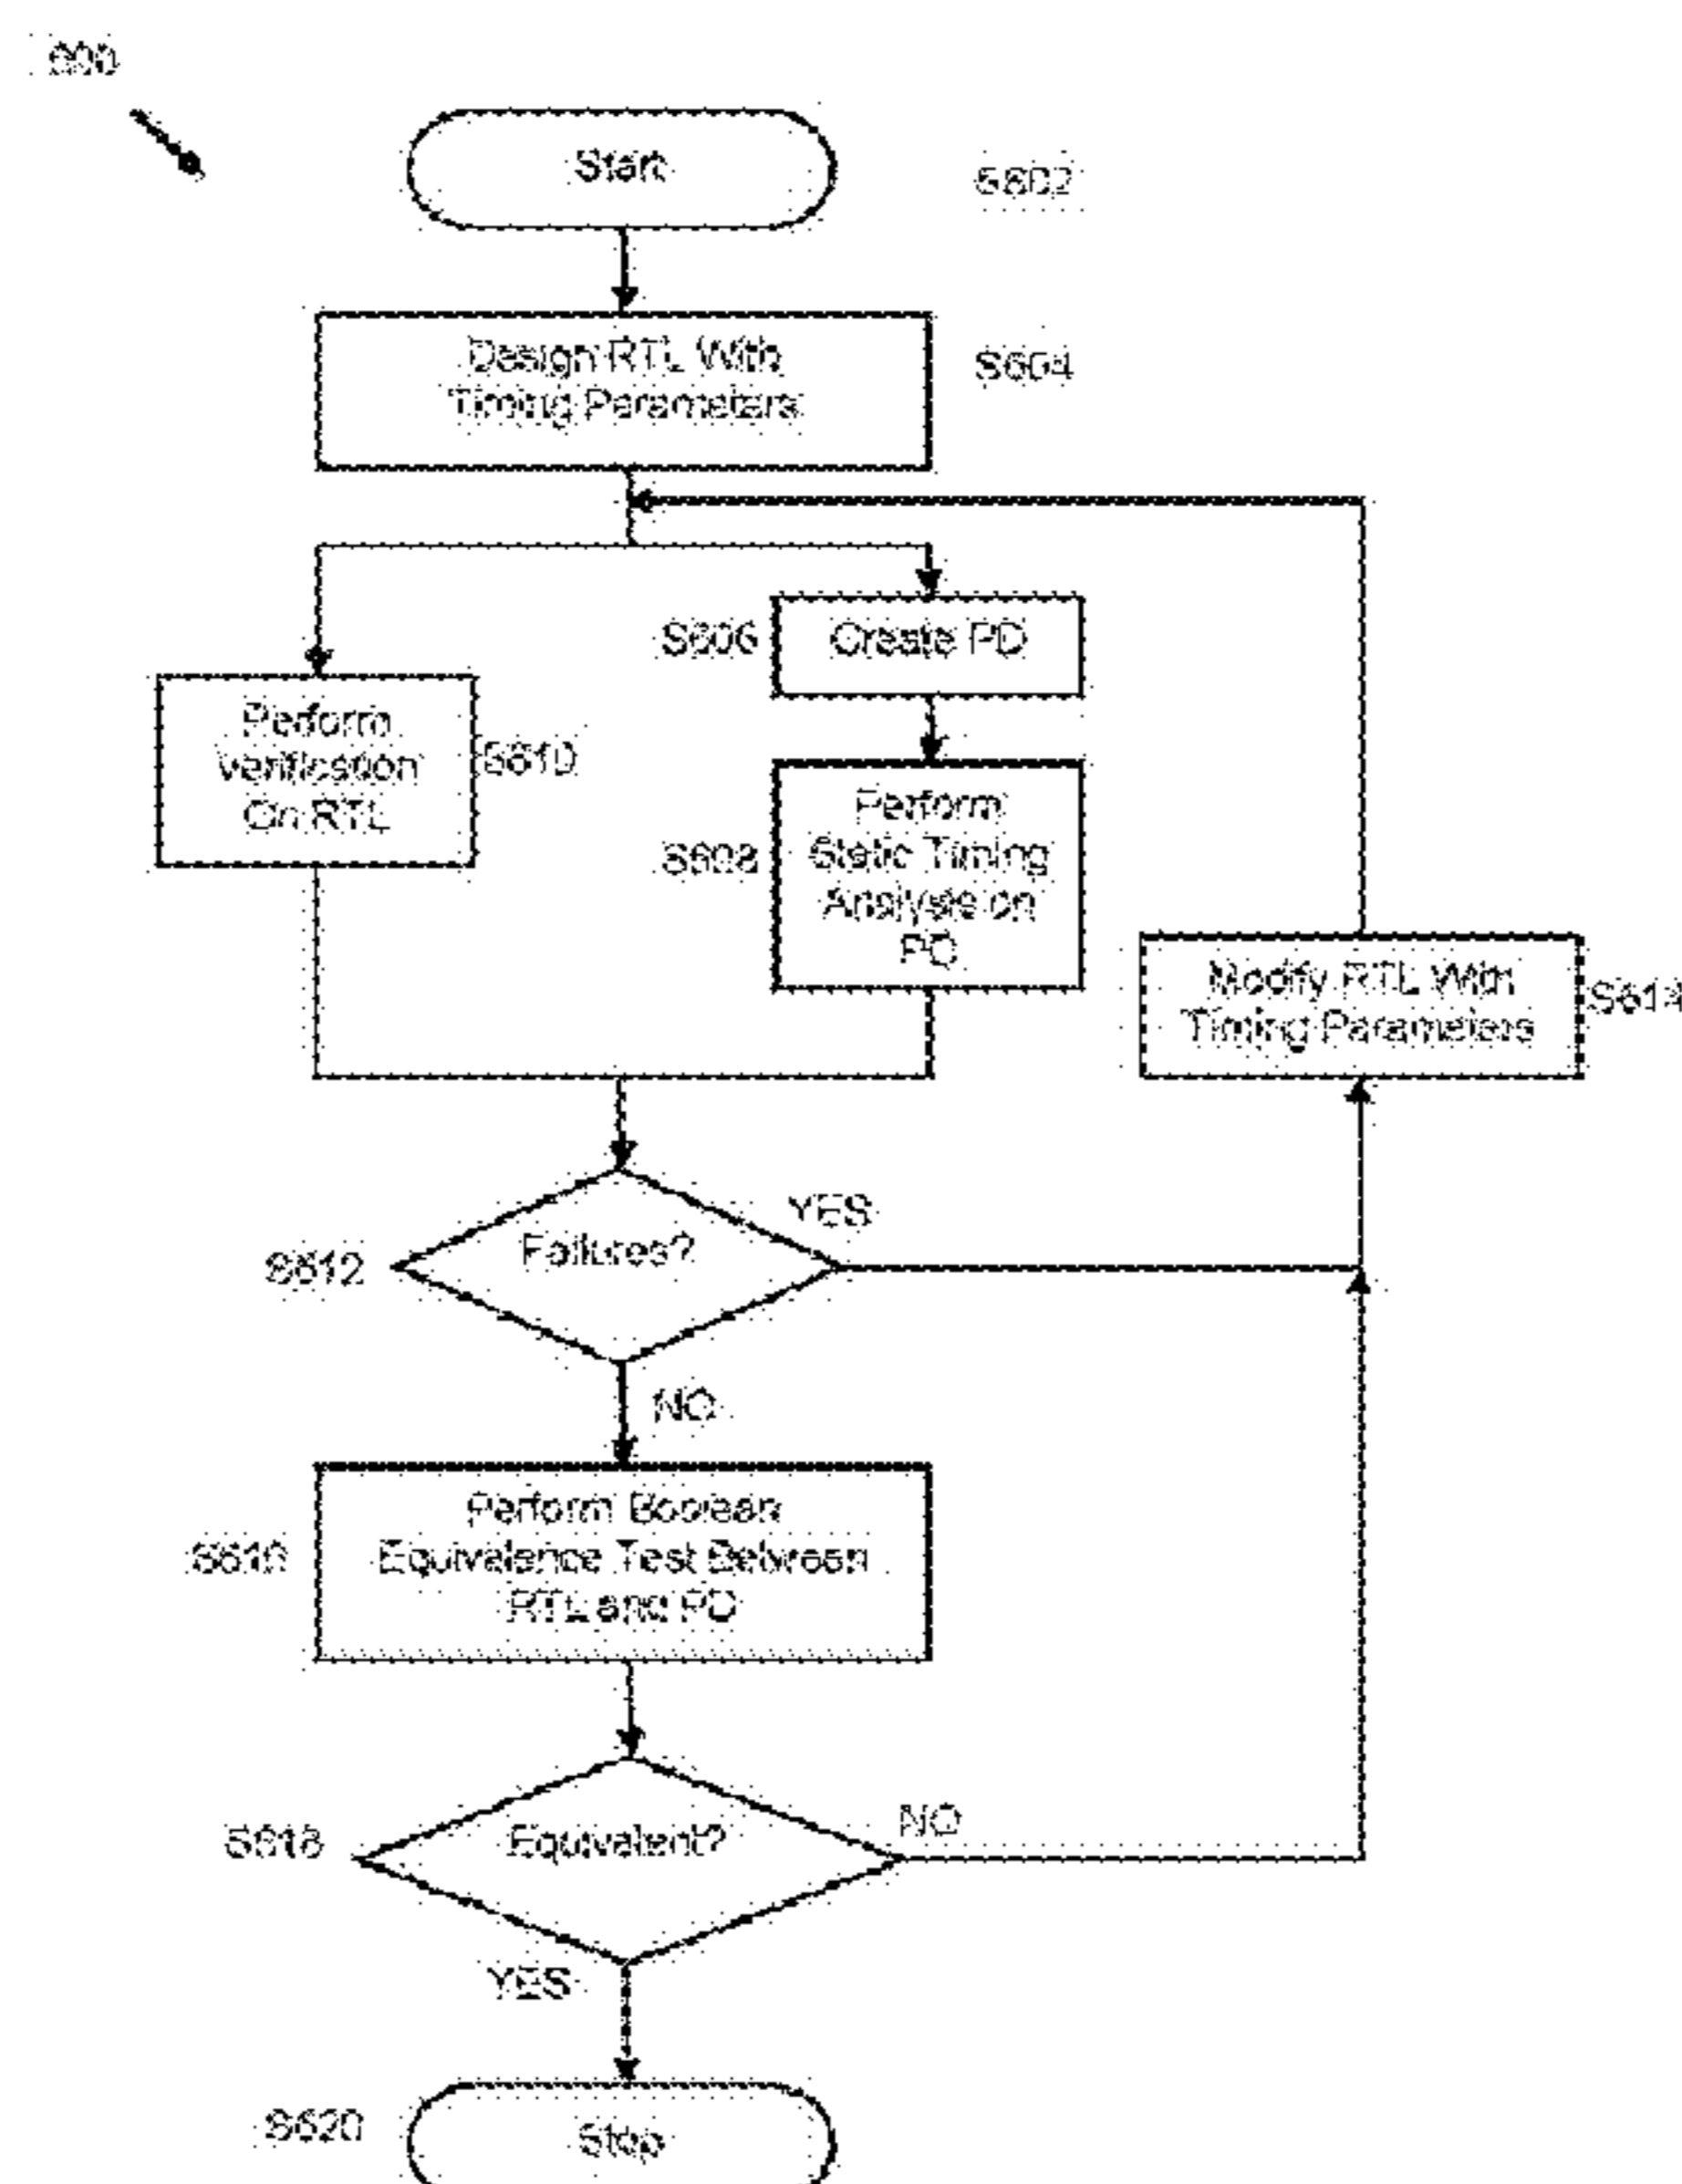 600
Start
S602
Design RTL With
Timing Parameters
S604
S606
Create PD
Perform
Verification
On RTL
S610
S608
Perform
Static Timing
Analysis on
PD
Modify RTL With
Timing Parameters
S614
Failures?
YES
S612
NO
S616
Perform Boolean
Equivalence Test Between
RTL and PD
S618
Equivalent?
NO
YES
S620
Stop